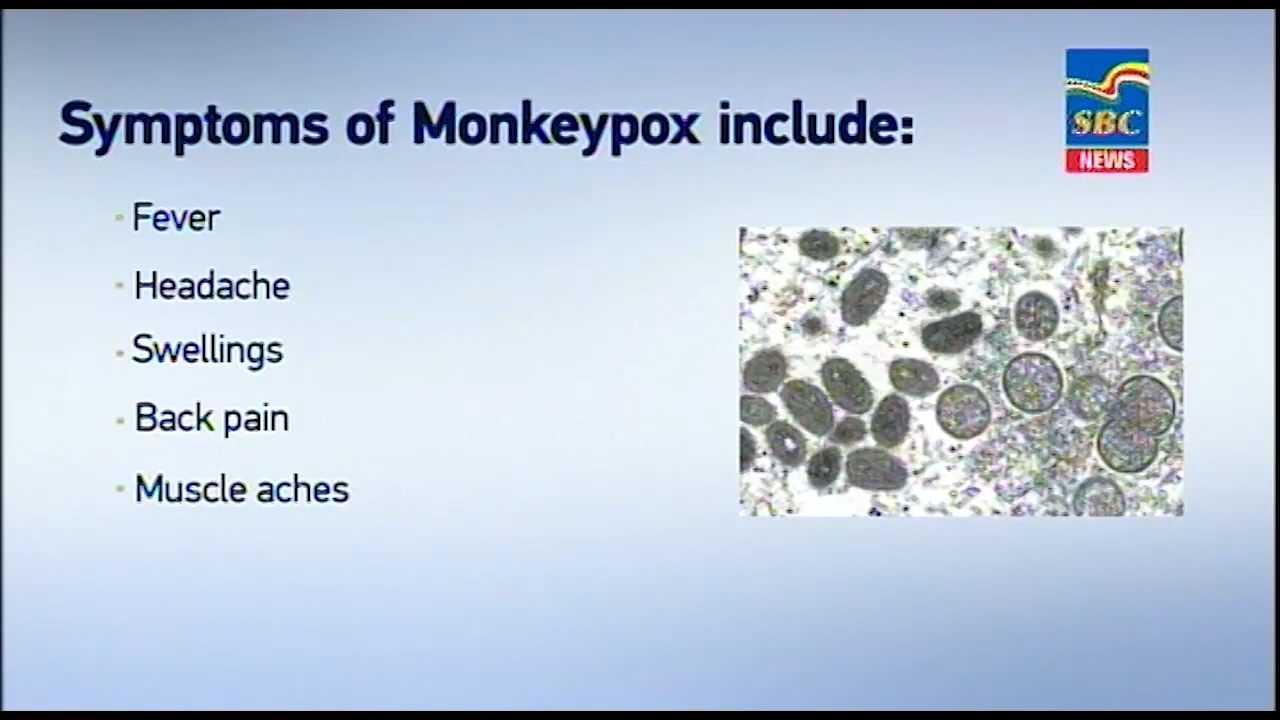 Symptoms of Monkeypox include:
SBC
NEWS
· Fever
· Headache
· Swellings
· Back pain
· Muscle aches